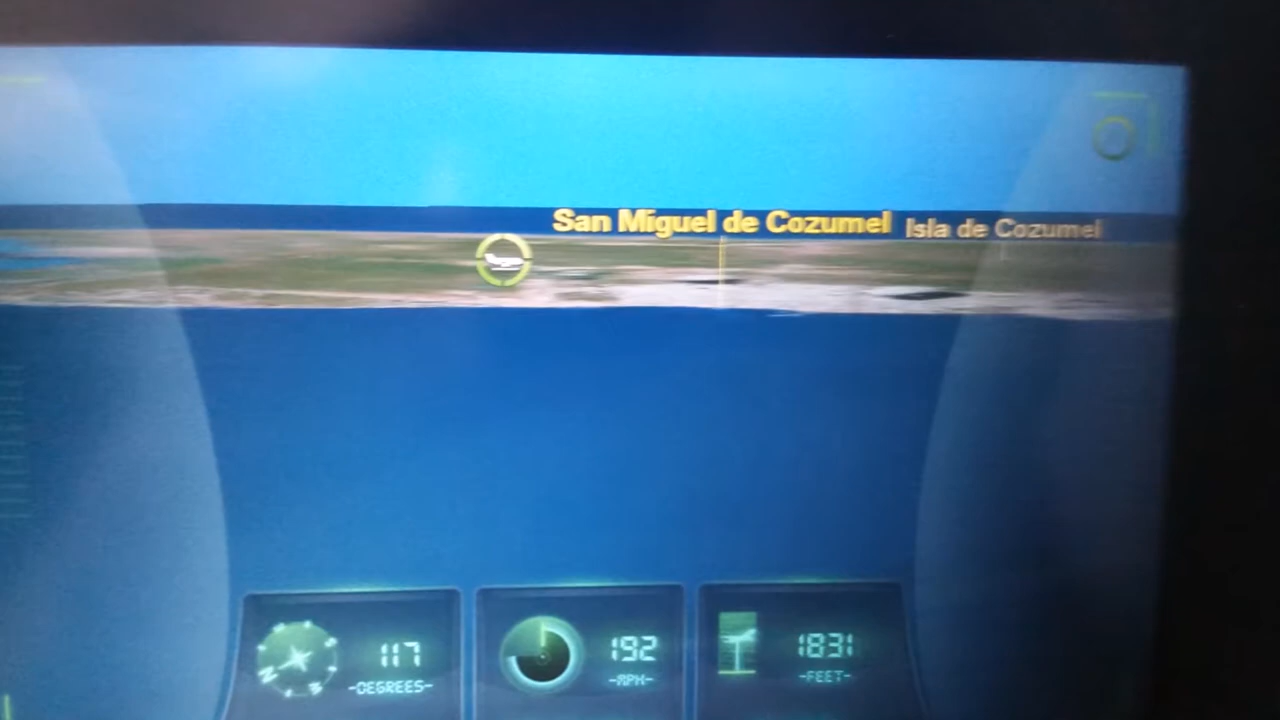 San Miguel de Cozumel
Isla de Cozumel
117
-DEGREES-
192
-MPH-
1831
-FEET-